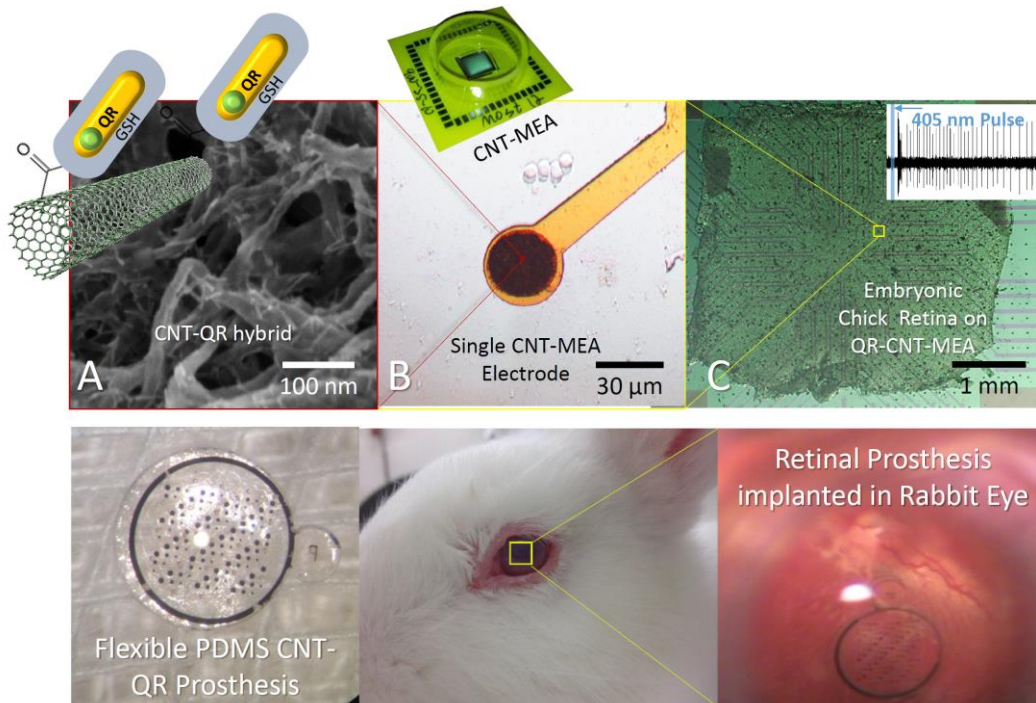 QR
GSH
QR
GSH
O
O
CNT-MEA
405 nm Pulse
CNT-QR hybrid
A
100 nm
Single CNT-MEA
Electrode
B
30 µm
Embryonic
Chick Retina on
QR-CNT-MEA
C
1 mm
Flexible PDMS CNT-
QR Prosthesis
Retinal Prosthesis
implanted in Rabbit Eye